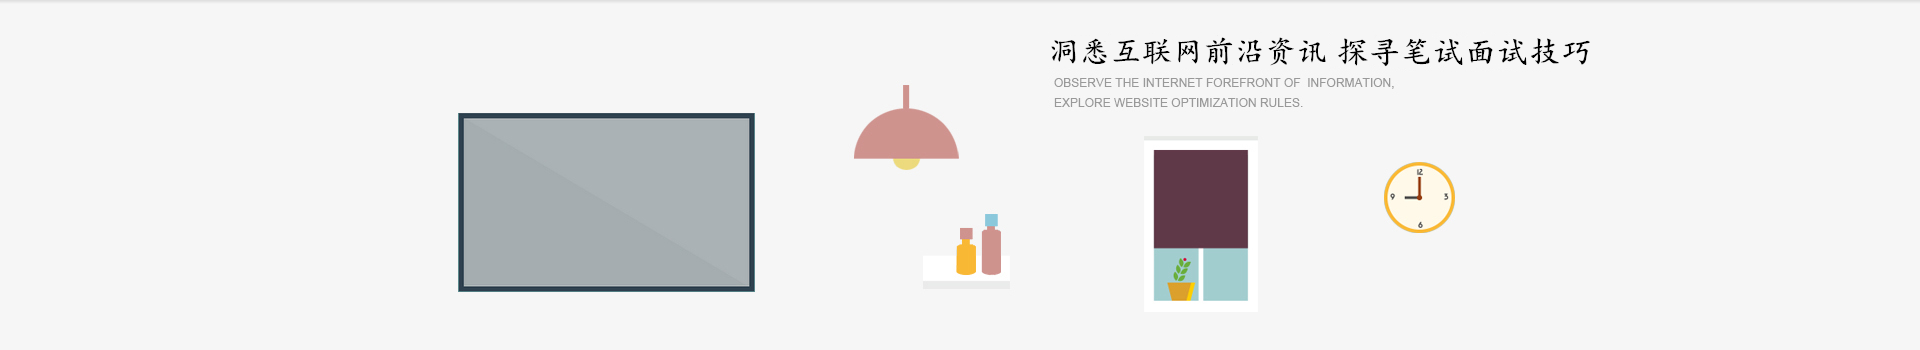 洞悉互联网前沿资讯 探寻笔试面试技巧
OBSERVE THE INTERNET FOREFRONT OF  INFORMATION,
EXPLORE WEBSITE OPTIMIZATION RULES.
12
9 3
6